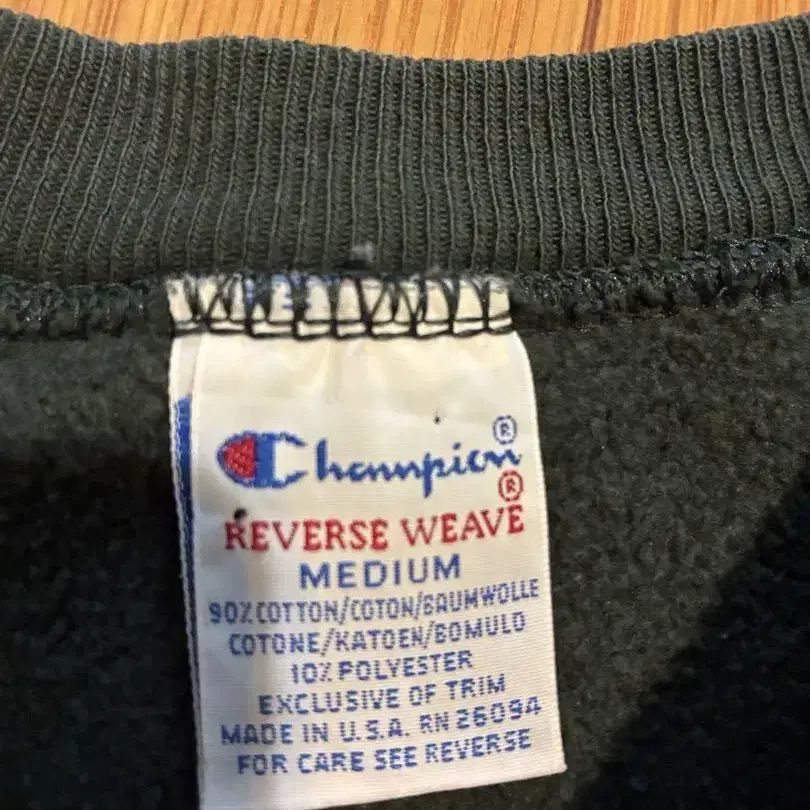 Champion®
REVERSE WEAVE®
MEDIUM
90% COTTON/COTON/BAUMWOLLE
COTONE/KATOEN/BOMULD
10% POLYESTER
EXCLUSIVE OF TRIM
MADE IN U.S.A. RN 26094
FOR CARE SEE REVERSE